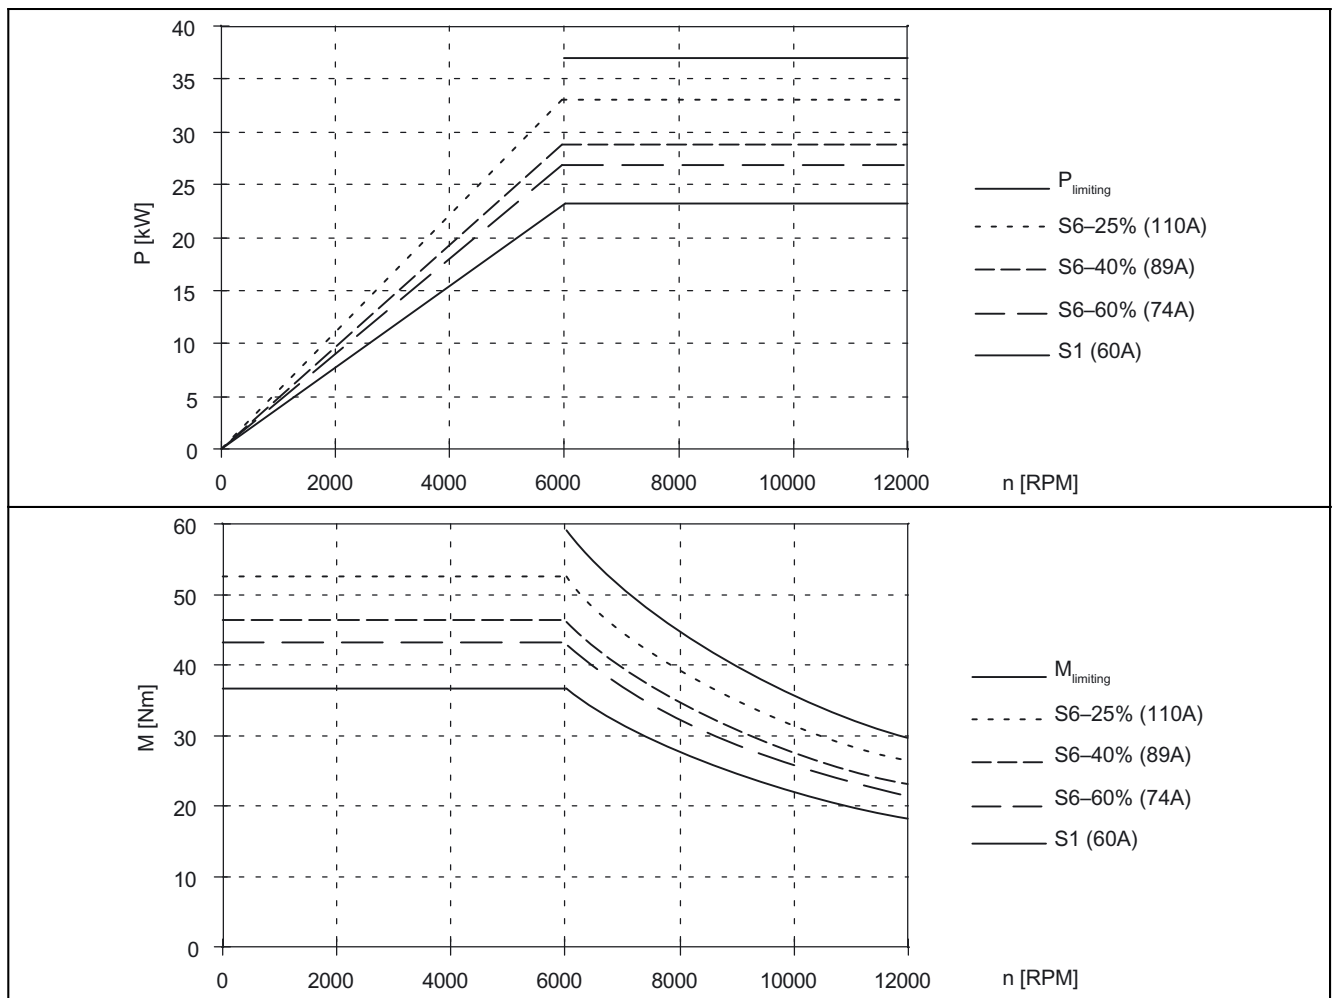 40
35
30
25
20
15
10
5
0
P [kW]
0 2000 4000 6000 8000 10000 12000 n [RPM]
Plimiting
S6–25% (110A)
S6–40% (89A)
S6–60% (74A)
S1 (60A)
60
50
40
30
20
10
0
M [Nm]
0 2000 4000 6000 8000 10000 12000 n [RPM]
Mlimiting
S6–25% (110A)
S6–40% (89A)
S6–60% (74A)
S1 (60A)